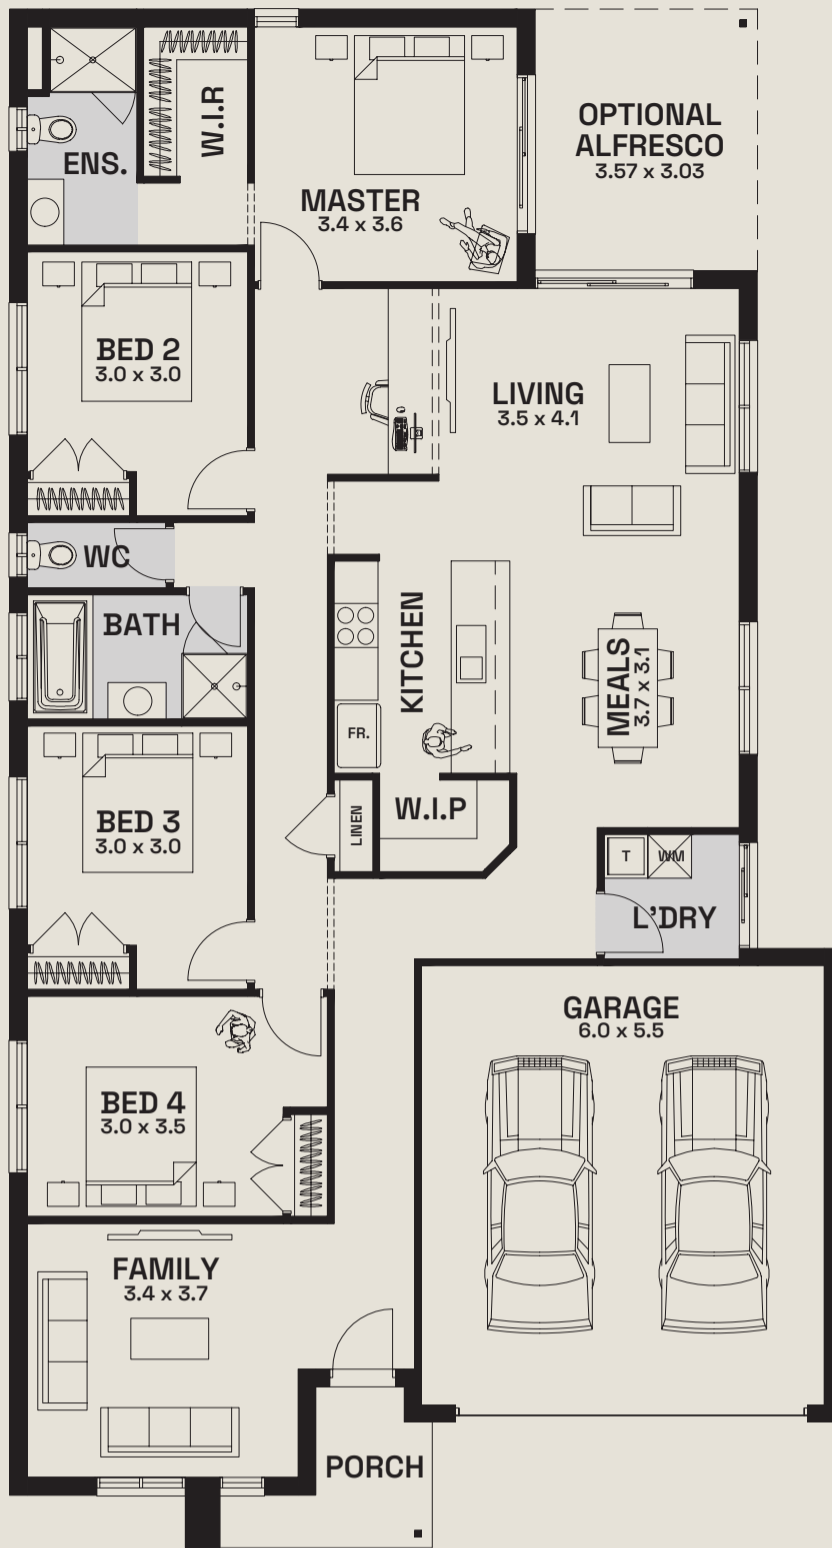 W.I.R
ENS.
MASTER
3.4 x 3.6
OPTIONAL
ALFRESCO
3.57 x 3.03
BED 2
3.0 x 3.0
LIVING
3.5 x 4.1
WC
BATH
KITCHEN
MEALS
3.7 x 3.1
FR.
BED 3
3.0 x 3.0
LINEN
W.I.P
T
WM
L'DRY
GARAGE
6.0 x 5.5
BED 4
3.0 x 3.5
FAMILY
3.4 x 3.7
PORCH